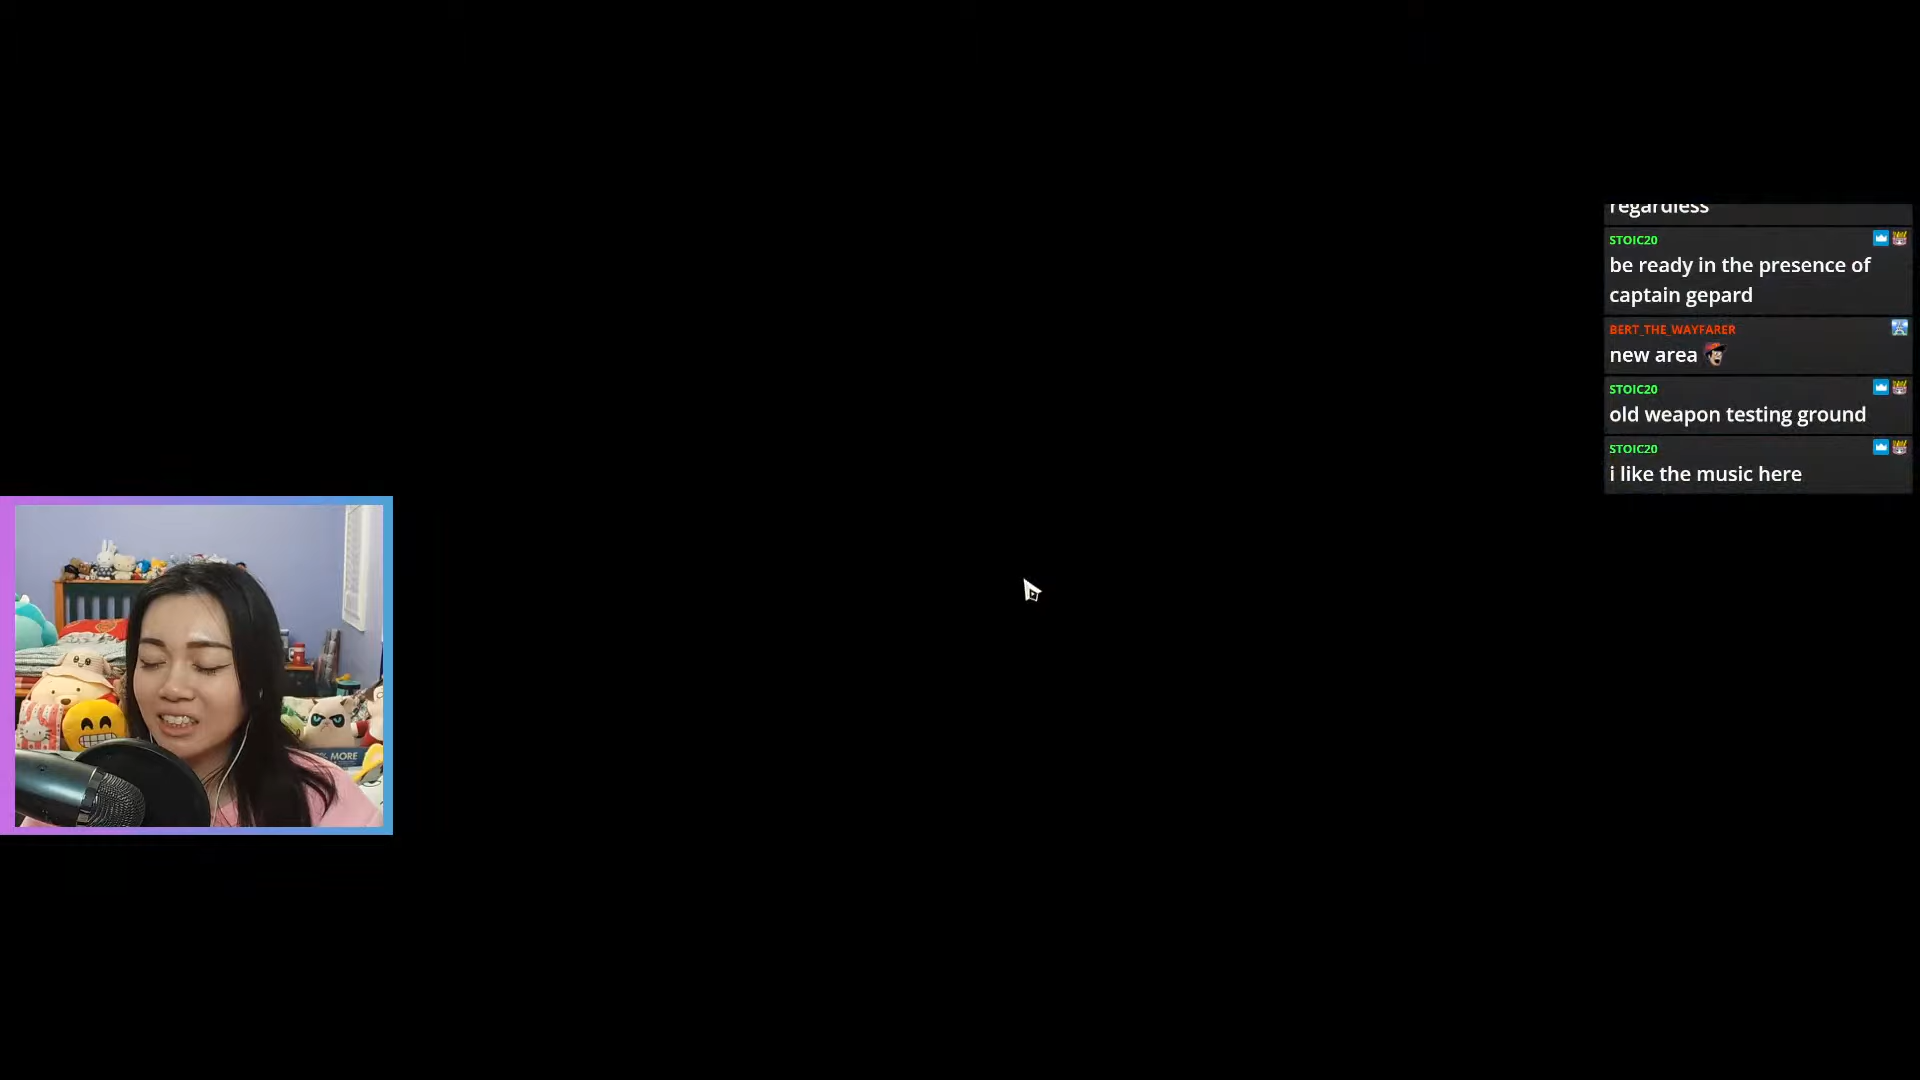 regardless
STOIC20
be ready in the presence of
captain gepard
BERT_THE_WAYFARER
new area
STOIC20
old weapon testing ground
STOIC20
i like the music here
MORE